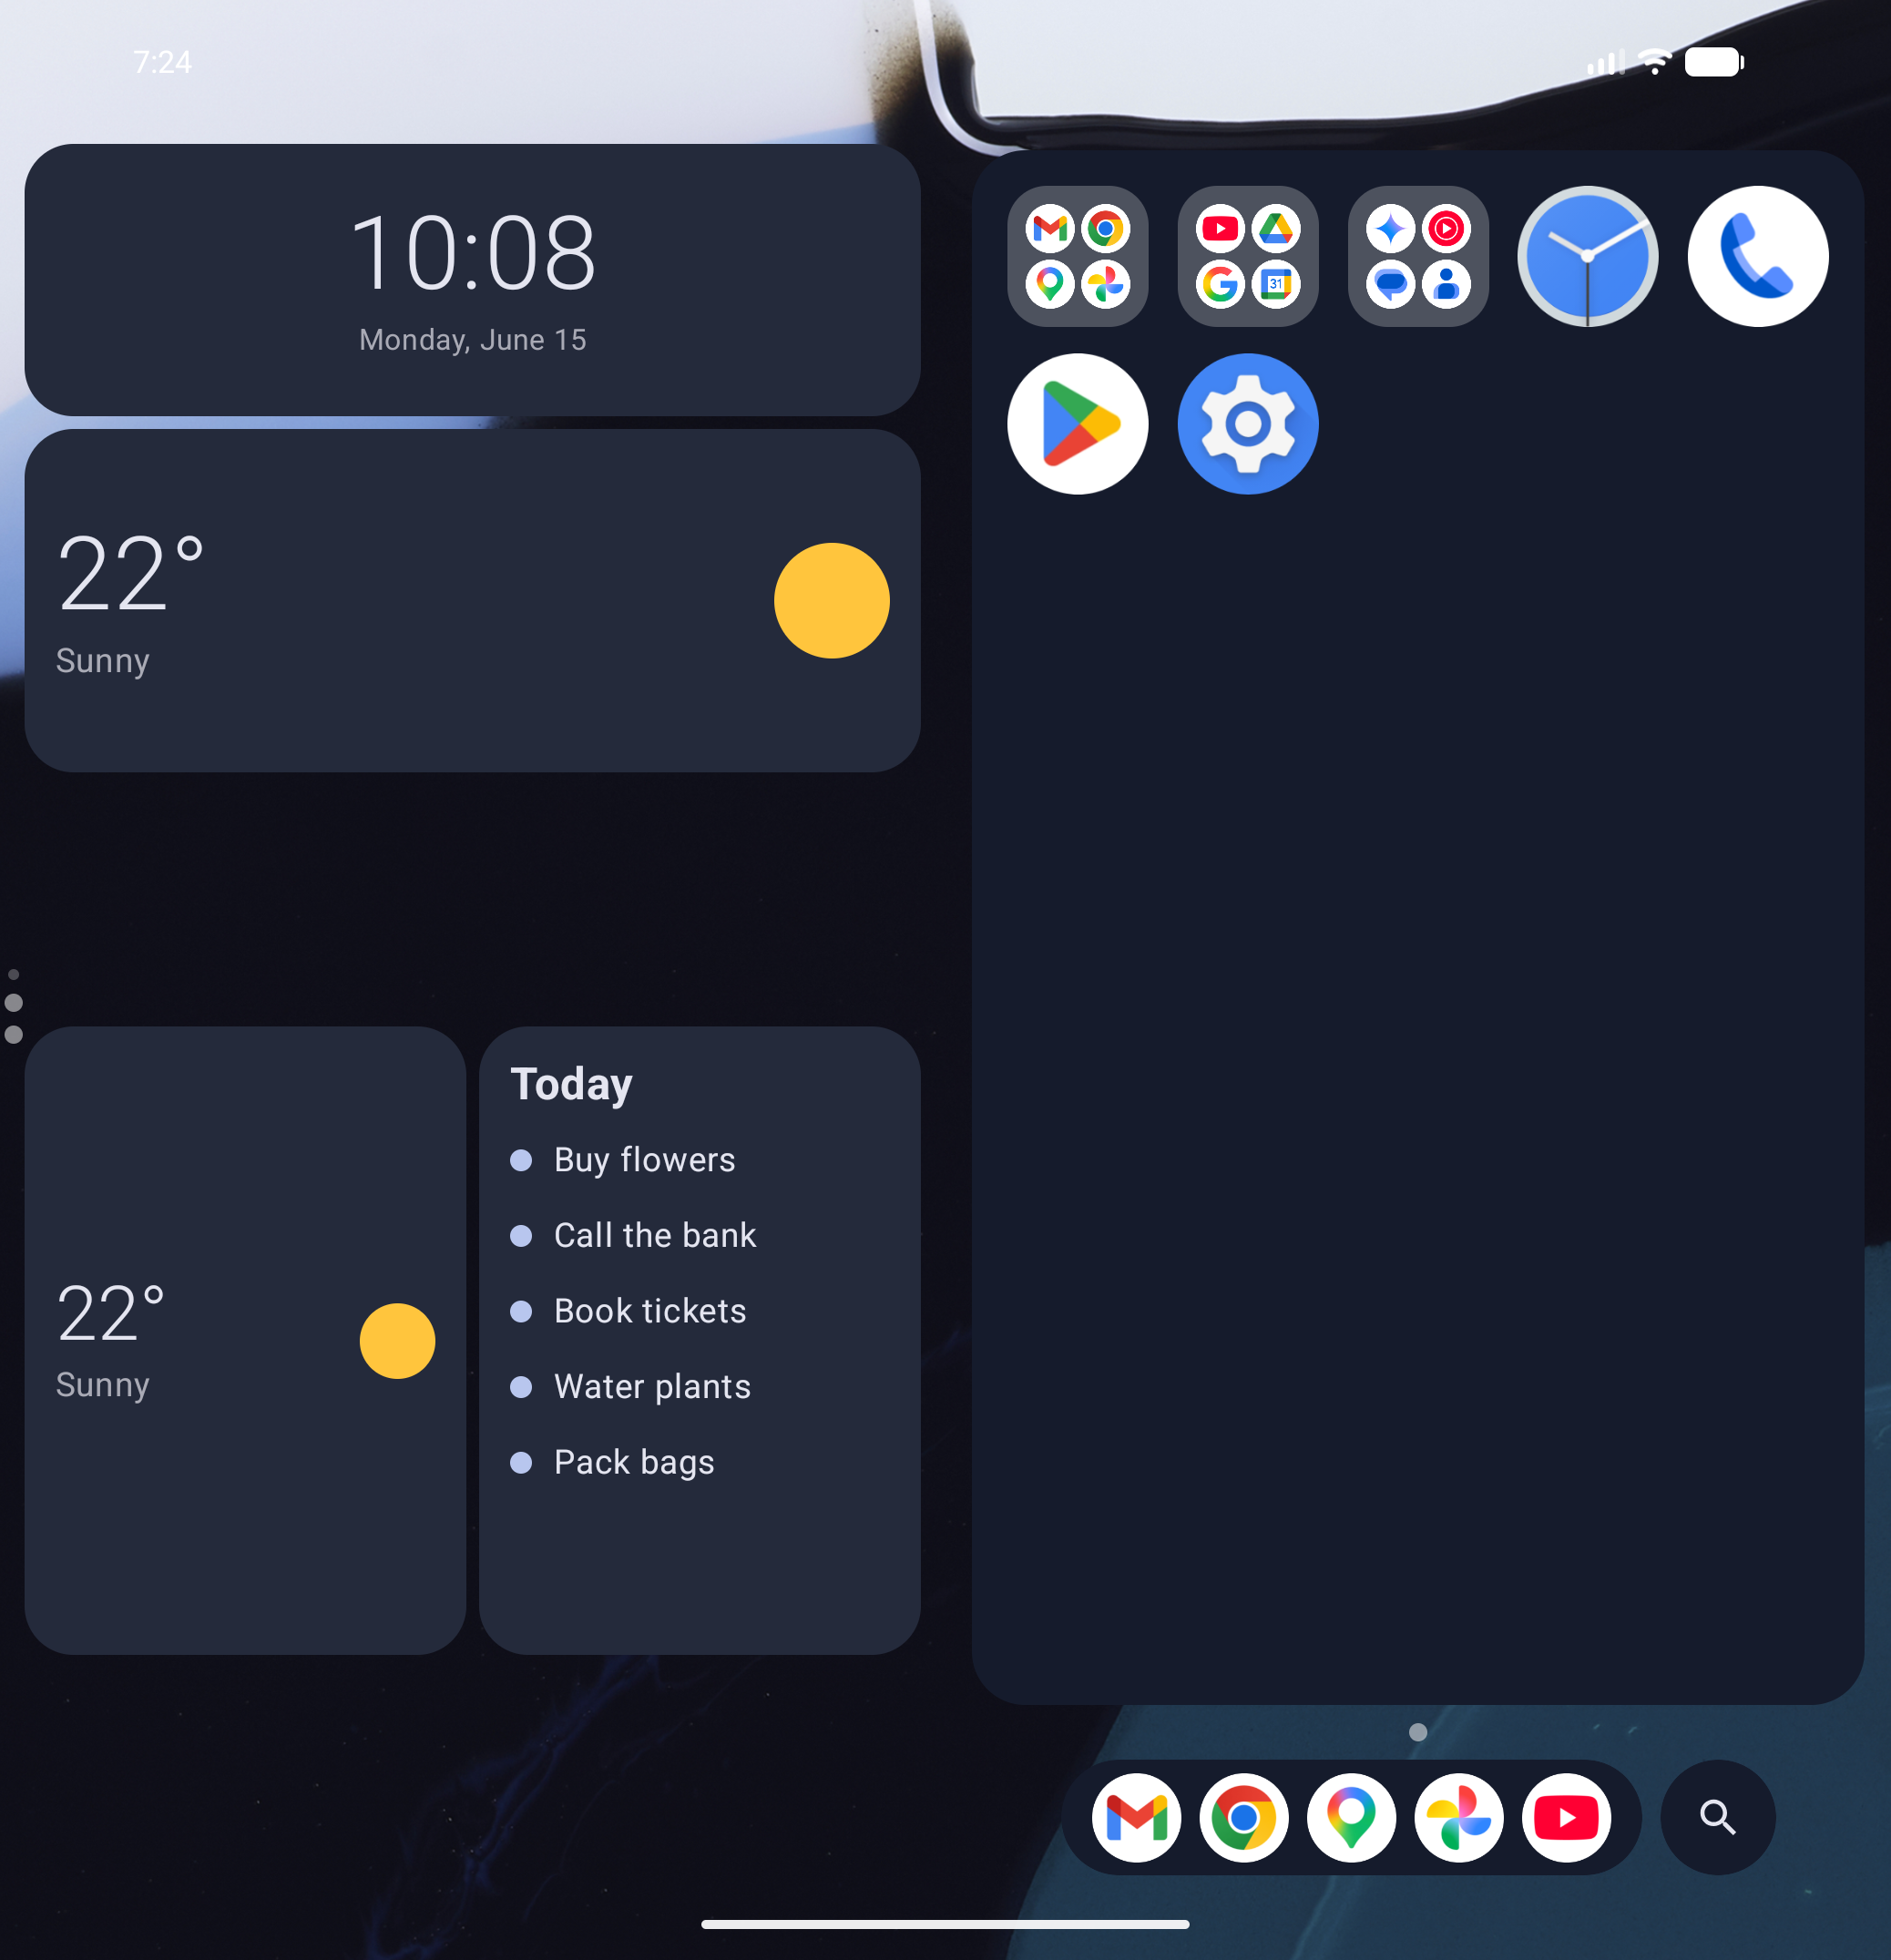 7:24
10:08
Monday, June 15
22°
Sunny
31
22°
Sunny
Today
Buy flowers
Call the bank
Book tickets
Water plants
Pack bags